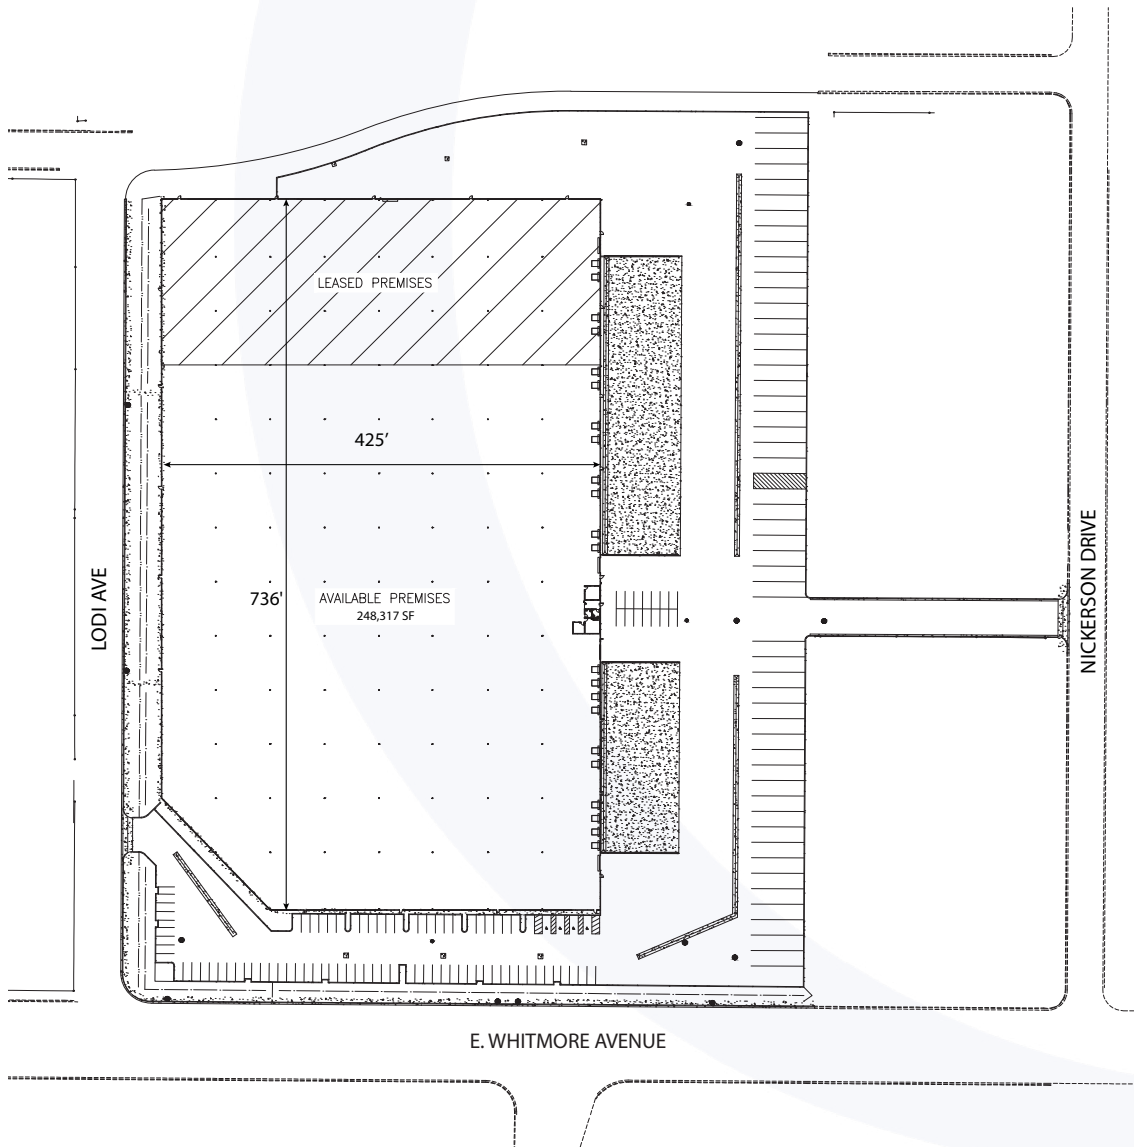 LEASED PREMISES
425'
LODI AVE
736'
AVAILABLE PREMISES
248,317 SF
NICKERSON DRIVE
E. WHITMORE AVENUE